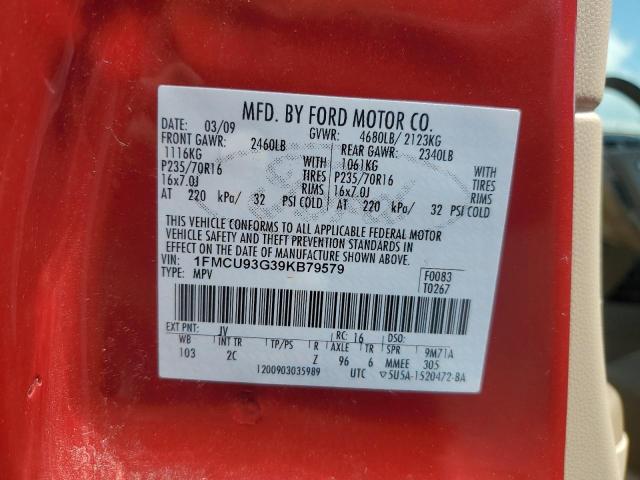 MFD. BY FORD MOTOR CO.
DATE: 03/09 GVWR: 4680LB/ 2123KG
FRONT GAWR: 2460LB REAR GAWR: 2340LB
1116KG WITH 1061KG WITH
P235/70R16 TIRES P235/70R16 TIRES
16x7.0J RIMS 16x7.0J RIMS
AT 220 kPa/ 32 PSI COLD AT 220 kPa/ 32 PSI COLD
THIS VEHICLE CONFORMS TO ALL APPLICABLE FEDERAL MOTOR
VEHICLE SAFETY AND THEFT PREVENTION STANDARDS IN
EFFECT ON THE DATE OF MANUFACTURE SHOWN ABOVE.
VIN: 1FMCU93G39KB79579
TYPE: MPV
F0083
T0267
EXT PNT: JV RC: 16 DSO:
WB INT TR TP/PS R AXLE TR SPR 9M71A
103 2C Z 96 6 MMEE 305
1200903035989 UTC ▽5U5A-1520472-BA
Ford